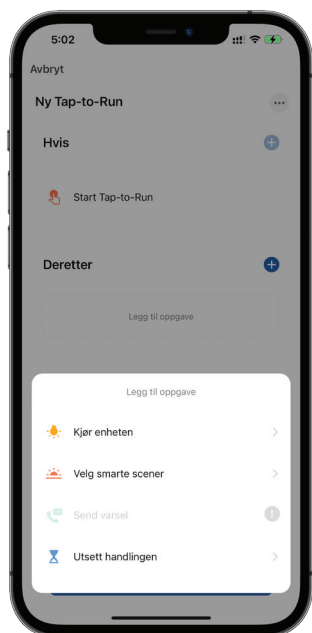 5:02
Avbryt
Ny Tap-to-Run
Hvis
Start Tap-to-Run
Deretter
Legg til oppgave
Legg til oppgave
Kjør enheten
Velg smarte scener
Send varsel
Utsett handlingen